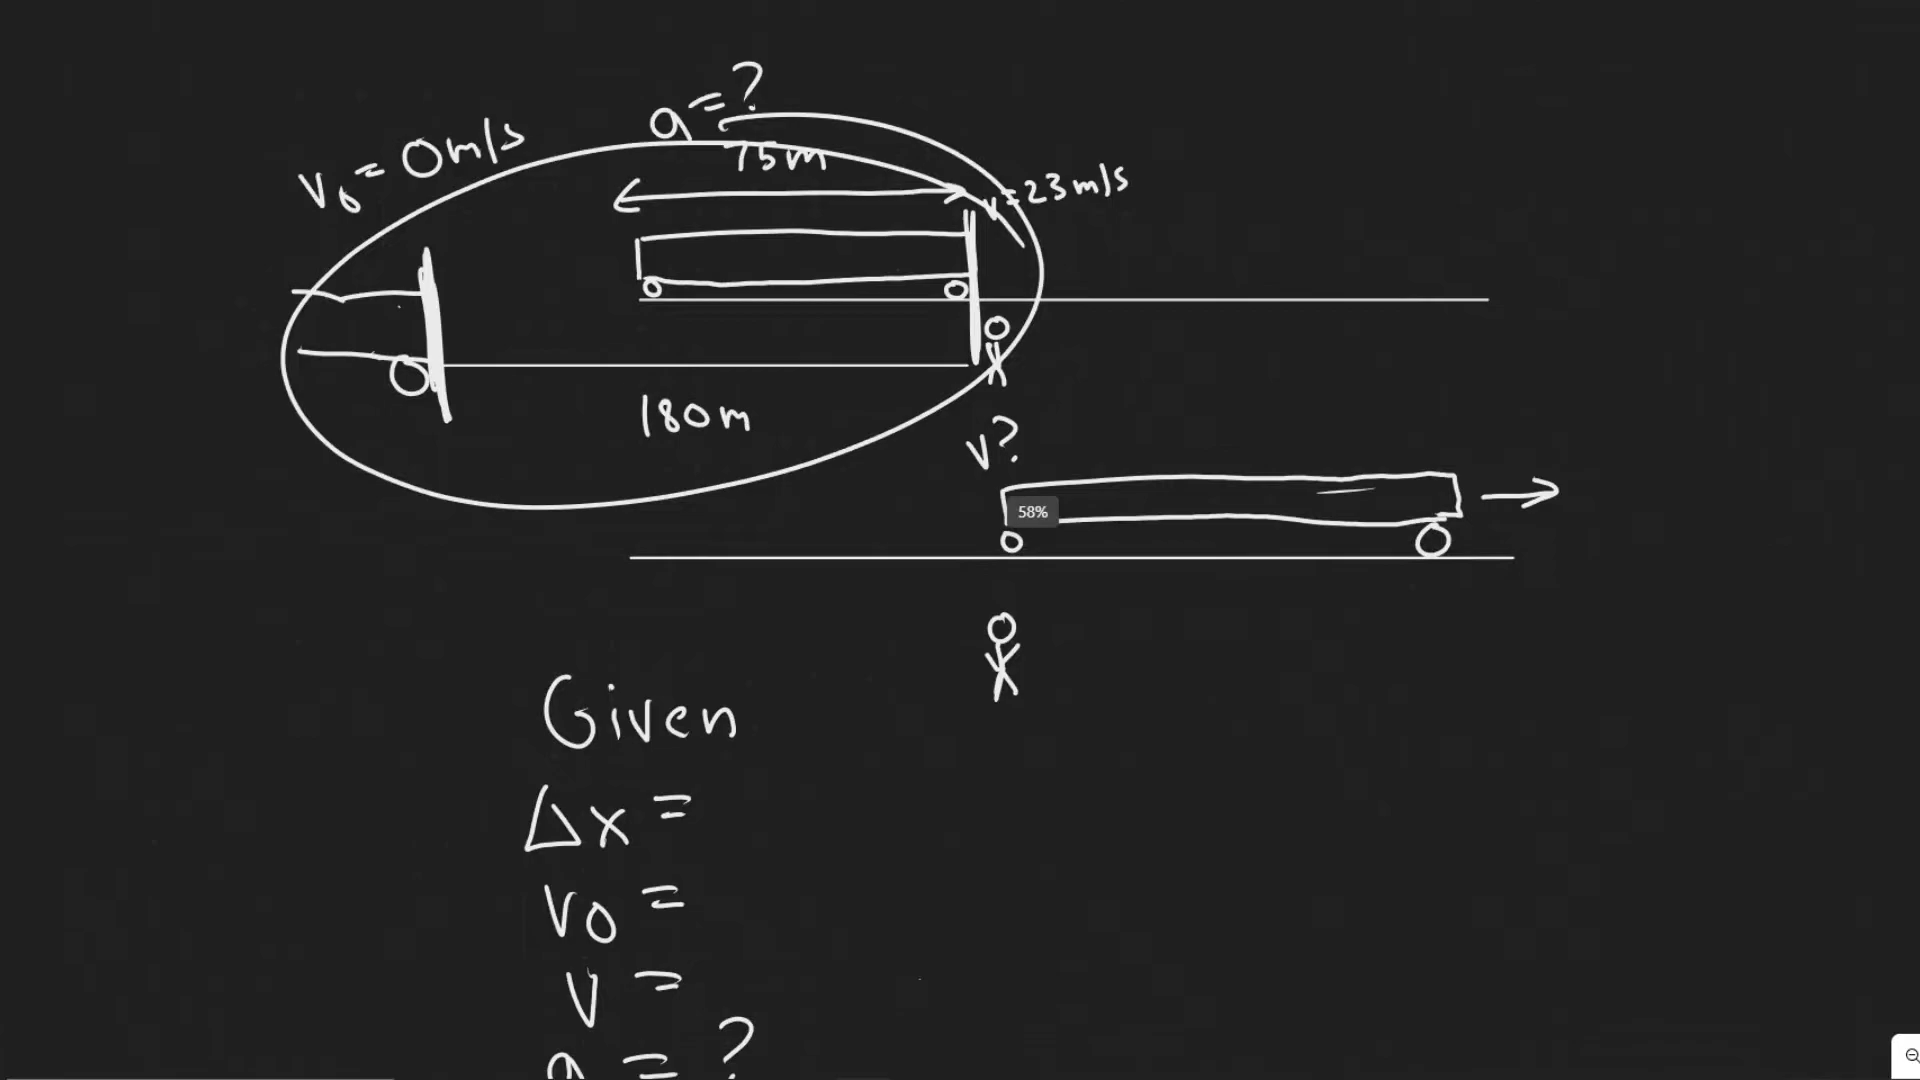 a = ?
v₀ = 0m/s
75m
v = 23m/s
180m
v?
58%
Given
Δx =
v₀ =
v =
a = ?